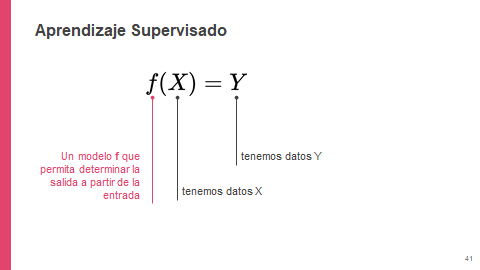 Aprendizaje Supervisado
f(X) = Y
Un modelo f que
permita determinar la
salida a partir de la
entrada
tenemos datos Y
tenemos datos X
41